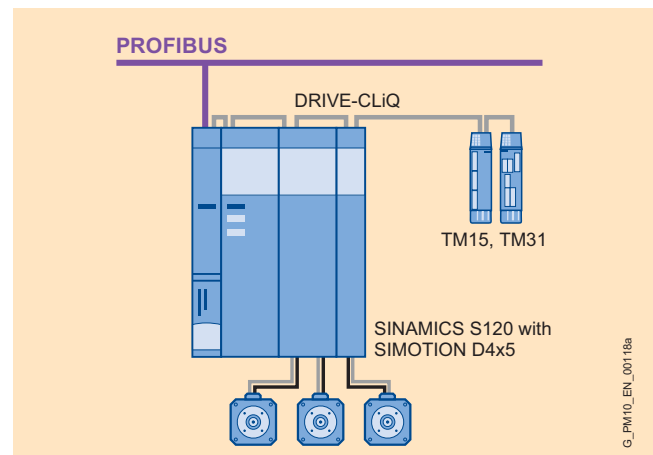 PROFIBUS
DRIVE-CLiQ
TM15, TM31
SINAMICS S120 with
SIMOTION D4x5
G_PM10_EN_00118a